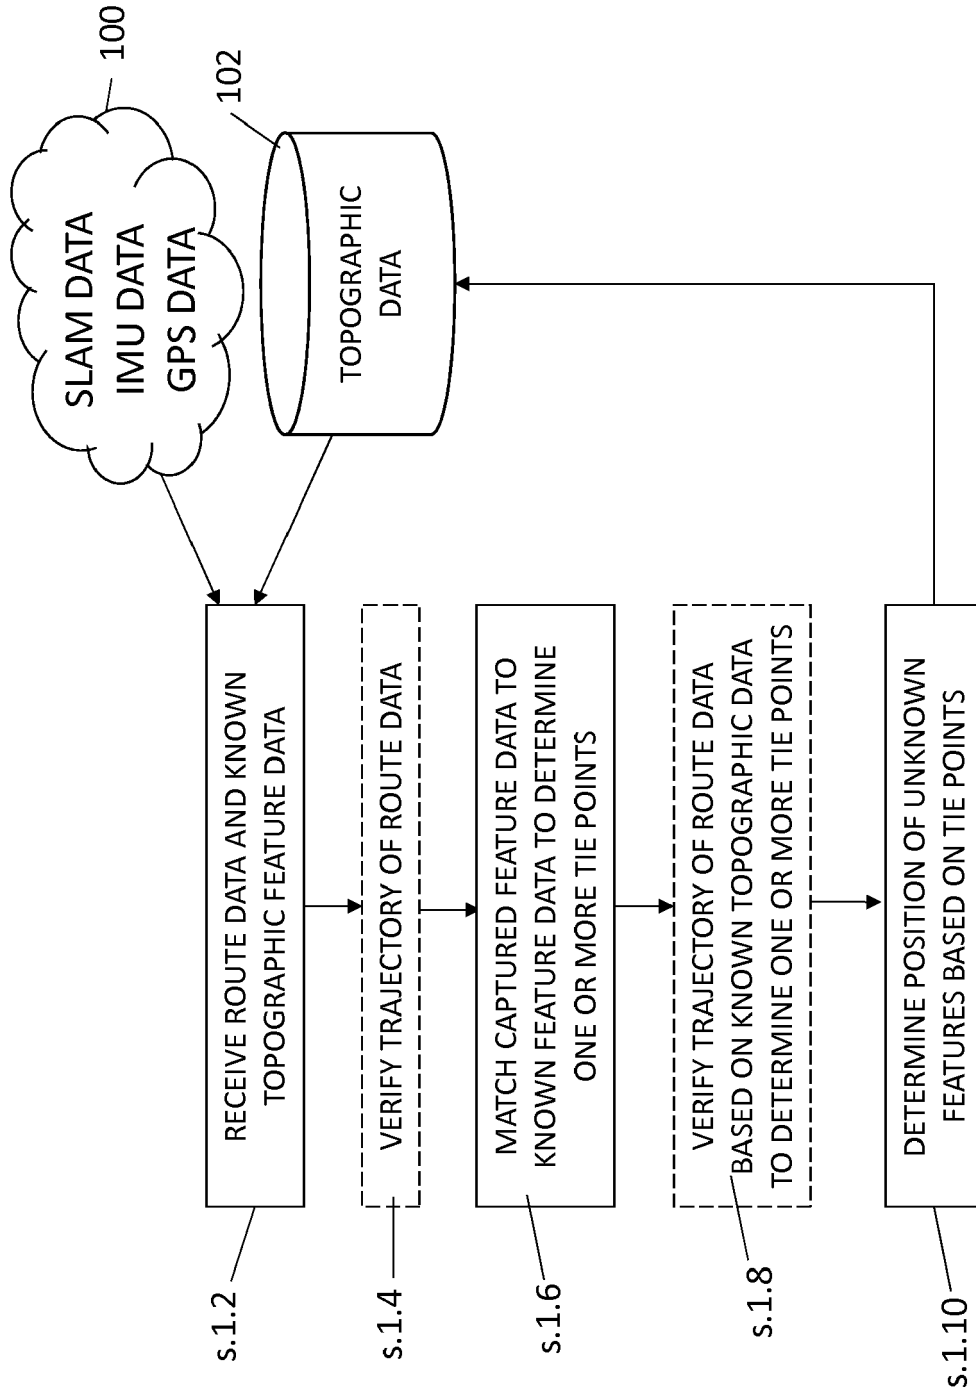 100
SLAM DATA
IMU DATA
GPS DATA
102
TOPOGRAPHIC
DATA
s.1.2
RECEIVE ROUTE DATA AND KNOWN
TOPOGRAPHIC FEATURE DATA
s.1.4
VERIFY TRAJECTORY OF ROUTE DATA
s.1.6
MATCH CAPTURED FEATURE DATA TO
KNOWN FEATURE DATA TO DETERMINE
ONE OR MORE TIE POINTS
s.1.8
VERIFY TRAJECTORY OF ROUTE DATA
BASED ON KNOWN TOPOGRAPHIC DATA
TO DETERMINE ONE OR MORE TIE POINTS
s.1.10
DETERMINE POSITION OF UNKNOWN
FEATURES BASED ON TIE POINTS